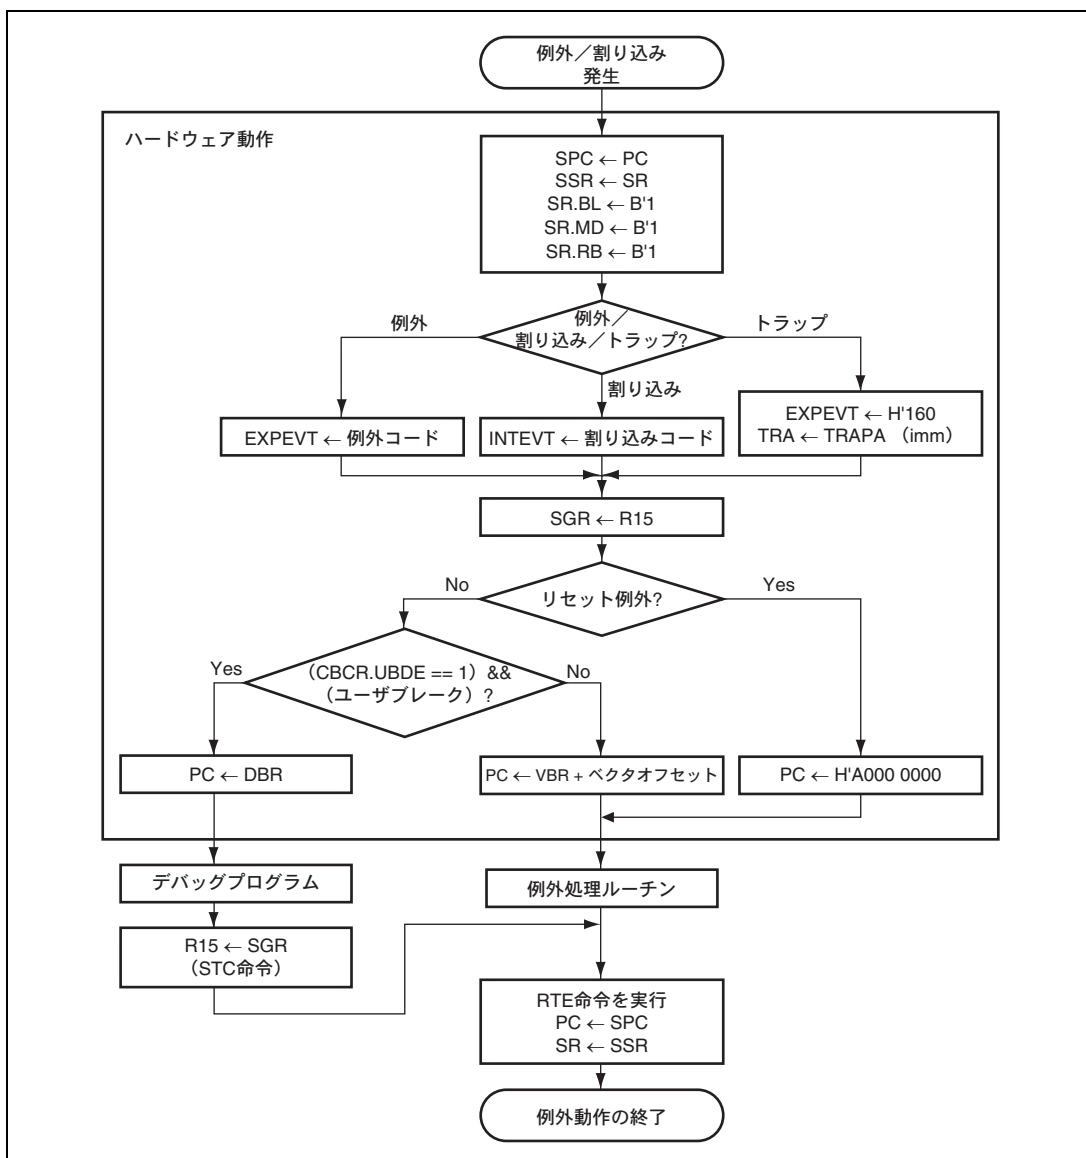 例外／割り込み
発生
ハードウェア動作
SPC ← PC
SSR ← SR
SR.BL ← B'1
SR.MD ← B'1
SR.RB ← B'1
例外／
割り込み／トラップ?
例外
トラップ
割り込み
EXPEVT ← 例外コード
INTEVT ← 割り込みコード
EXPEVT ← H'160
TRA ← TRAPA （imm）
SGR ← R15
リセット例外?
No
Yes
（CBCR.UBDE == 1）&&
（ユーザブレーク）?
Yes
No
PC ← DBR
PC ← VBR + ベクタオフセット
PC ← H'A000 0000
デバッグプログラム
例外処理ルーチン
R15 ← SGR
（STC命令）
RTE命令を実行
PC ← SPC
SR ← SSR
例外動作の終了